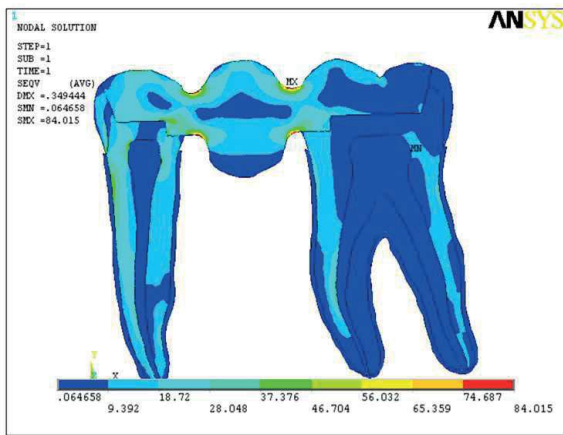 1
ANSYS
NODAL SOLUTION
STEP=1
SUB =1
TIME=1
SEQV (AVG)
DMX =.349444
SMN =.064658
SMX =84.015
MX
MN
Y
Z X
.064658 18.72 37.376 56.032 74.687
9.392 28.048 46.704 65.359 84.015